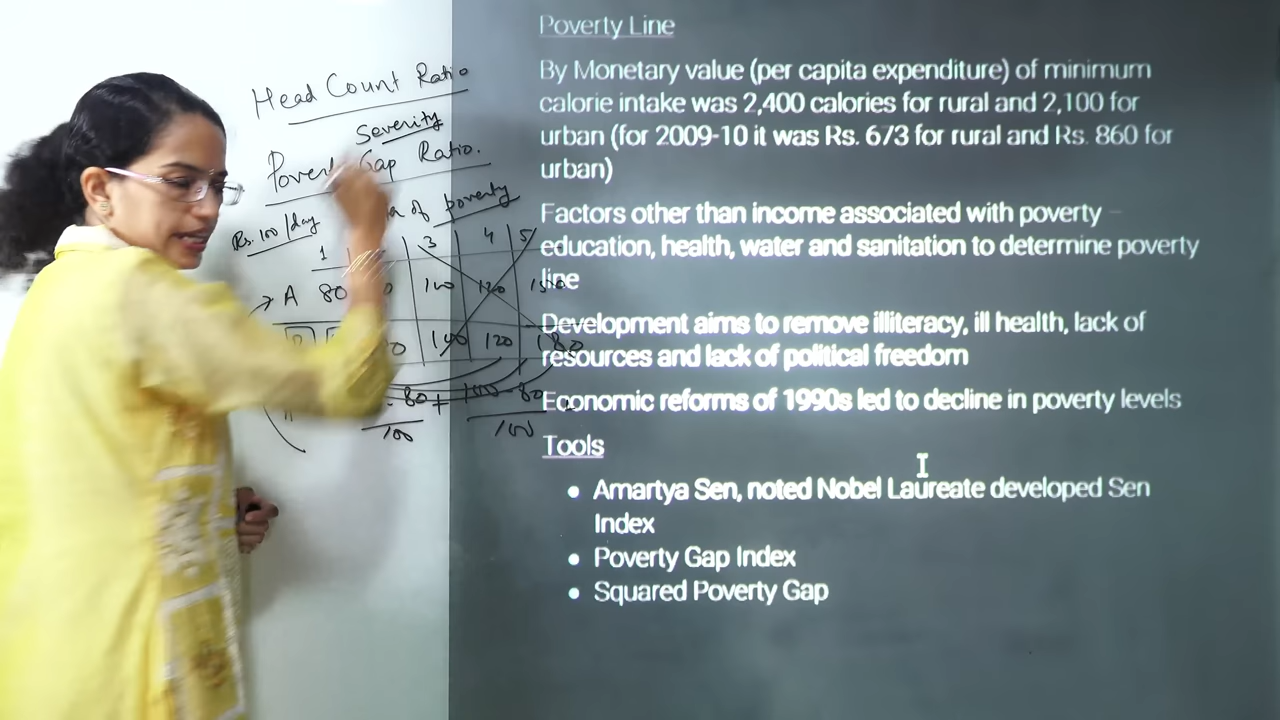 Head Count Ratio
Severity
Poverty Gap Ratio.
of poverty
Rs. 100/day
1 3 4 5
A 80 100 120 150
100 120 180
80 + 100 - 80
100 100
Poverty Line
By Monetary value (per capita expenditure) of minimum
calorie intake was 2,400 calories for rural and 2,100 for
urban (for 2009-10 it was Rs. 673 for rural and Rs. 860 for
urban)
Factors other than income associated with poverty –
education, health, water and sanitation to determine poverty
line
Development aims to remove illiteracy, ill health, lack of
resources and lack of political freedom
Economic reforms of 1990s led to decline in poverty levels
Tools
• Amartya Sen, noted Nobel Laureate developed Sen
Index
• Poverty Gap Index
• Squared Poverty Gap